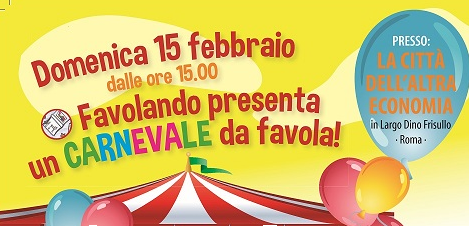 Domenica 15 febbraio
dalle ore 15.00
Favolando presenta
un CARNEVALE da favola!
PRESSO:
LA CITTÀ
DELL'ALTRA
ECONOMIA
in Largo Dino Frisullo
· Roma ·